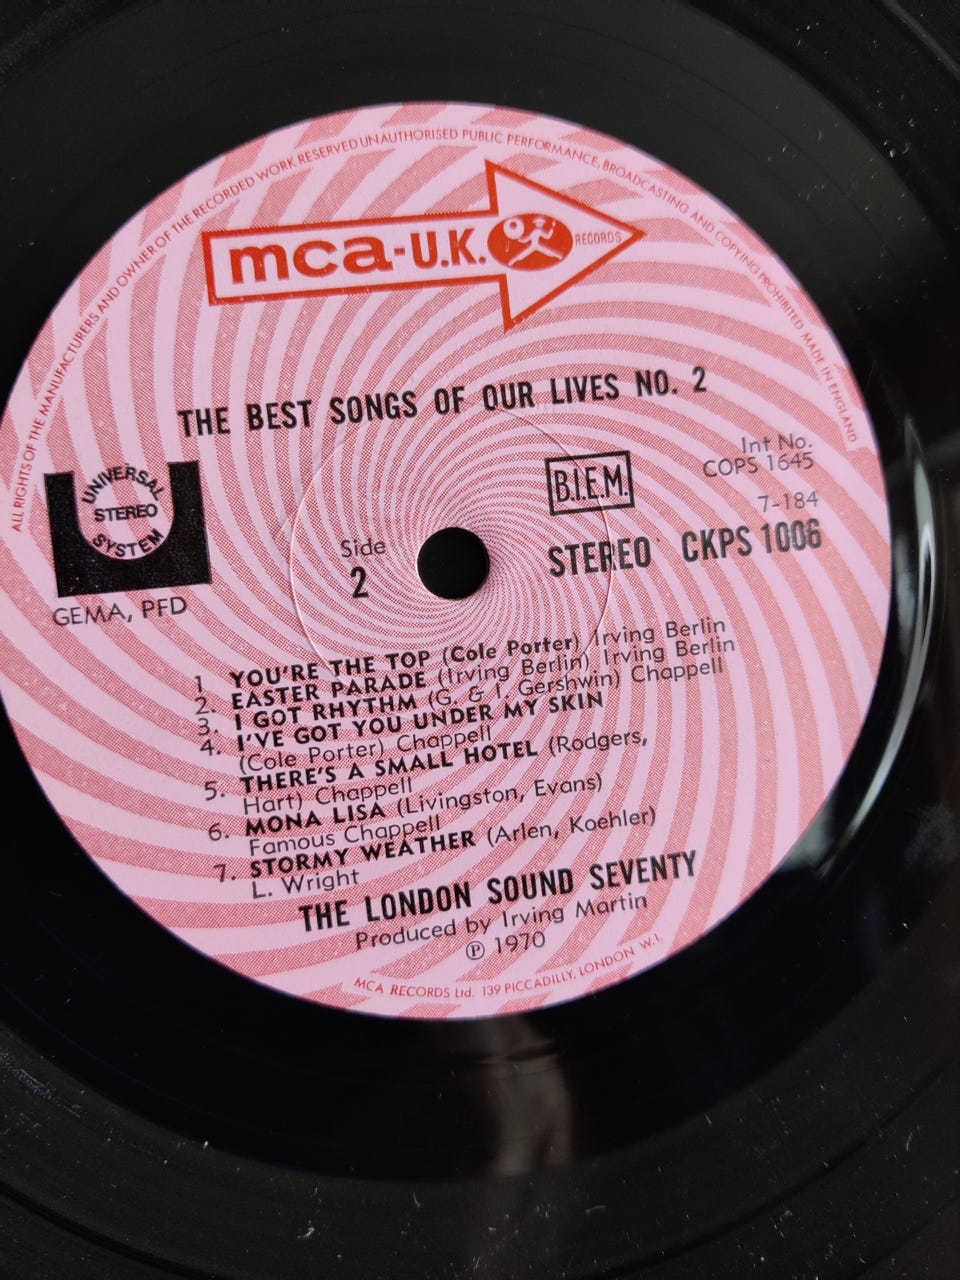 ALL RIGHTS OF THE MANUFACTURERS AND OWNER OF THE RECORDED WORK RESERVED UNAUTHORISED PUBLIC PERFORMANCE, BROADCASTING AND COPYING PROHIBITED MADE IN ENGLAND
mca-U.K. RECORDS
THE BEST SONGS OF OUR LIVES NO. 2
UNIVERSAL
STEREO
SYSTEM
GEMA, PFD
Side
2
B.I.E.M.
Int No.
COPS 1645
7-184
STEREO CKPS 1006
1 YOU'RE THE TOP (Cole Porter) Irving Berlin
2. EASTER PARADE (Irving Berlin) Irving Berlin
3. I GOT RHYTHM (G. & I. Gershwin) Chappell
4. I'VE GOT YOU UNDER MY SKIN
(Cole Porter) Chappell
5. THERE'S A SMALL HOTEL (Rodgers,
Hart) Chappell
6. MONA LISA (Livingston, Evans)
Famous Chappell
7. STORMY WEATHER (Arlen, Koehler)
L. Wright
THE LONDON SOUND SEVENTY
Produced by Irving Martin
℗ 1970
MCA RECORDS Ltd. 139 PICCADILLY, LONDON W.1.